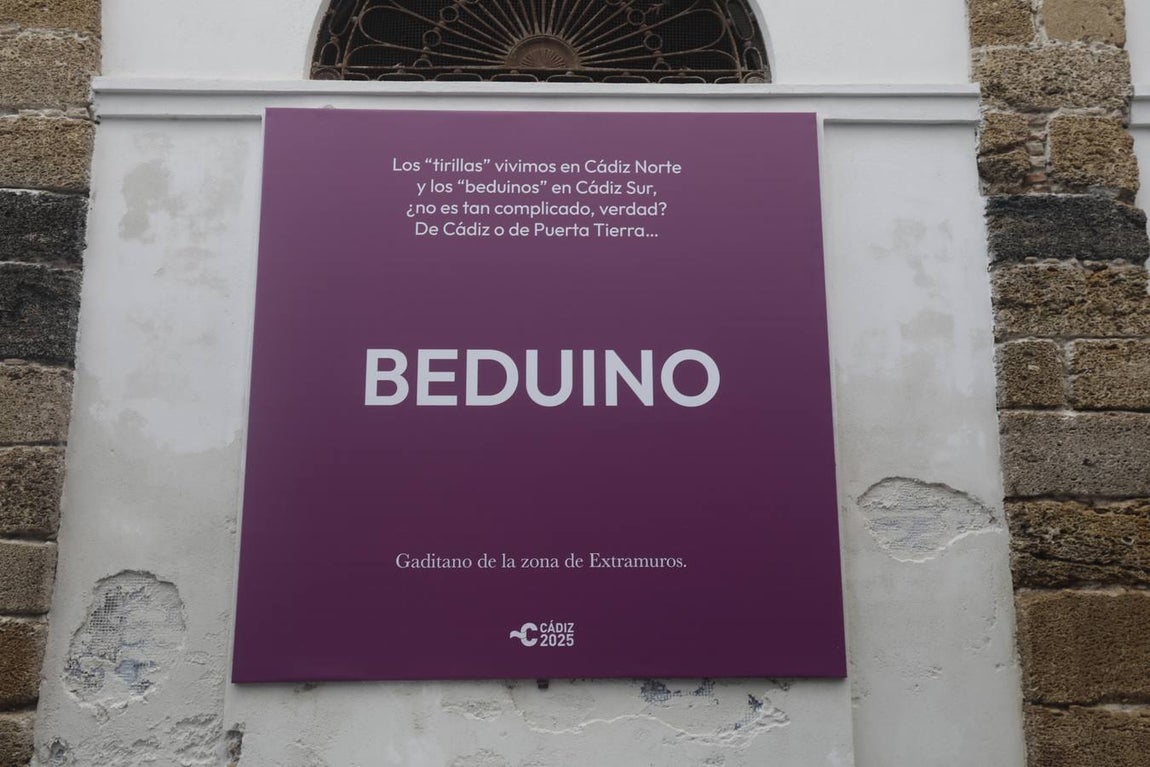 Los “tirillas” vivimos en Cádiz Norte
y los “beduinos” en Cádiz Sur,
¿no es tan complicado, verdad?
De Cádiz o de Puerta Tierra...
BEDUINO
Gaditano de la zona de Extramuros.
CÁDIZ
2025